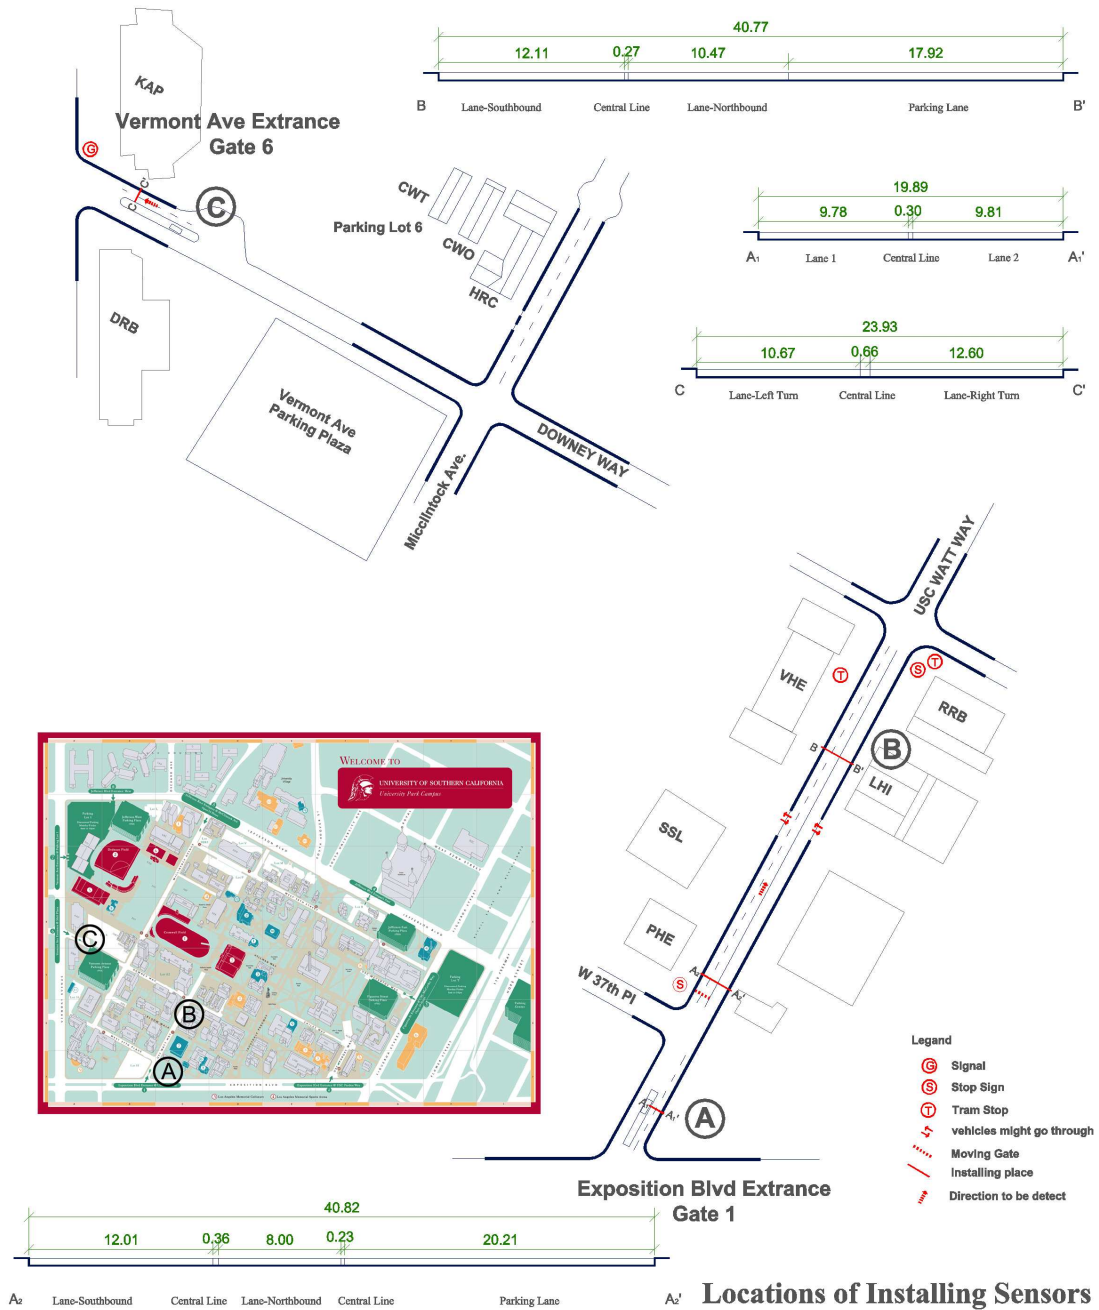 40.77
12.11 0.27 10.47 17.92
B Lane-Southbound Central Line Lane-Northbound Parking Lane B'
KAP
Vermont Ave Extrance
Gate 6
G
C' C
C
CWT
Parking Lot 6
CWO
HRC
19.89
9.78 0.30 9.81
A1 Lane 1 Central Line Lane 2 A1'
DRB
23.93
10.67 0.66 12.60
C Lane-Left Turn Central Line Lane-Right Turn C'
Vermont Ave
Parking Plaza
DOWNEY WAY
Micclintock Ave.
USC WATT WAY
VHE
T
S T
RRB
B B'
B
LHI
SSL
PHE
W 37th Pl
S
A2 A2'
WELCOME TO
UNIVERSITY OF SOUTHERN CALIFORNIA
University Park Campus
C
B
A
A1 A1'
A
Exposition Blvd Extrance
Gate 1
Legand
G Signal
S Stop Sign
T Tram Stop
vehicles might go through
Moving Gate
Installing place
Direction to be detect
40.82
12.01 0.36 8.00 0.23 20.21
A2 Lane-Southbound Central Line Lane-Northbound Central Line Parking Lane A2'
Locations of Installing Sensors